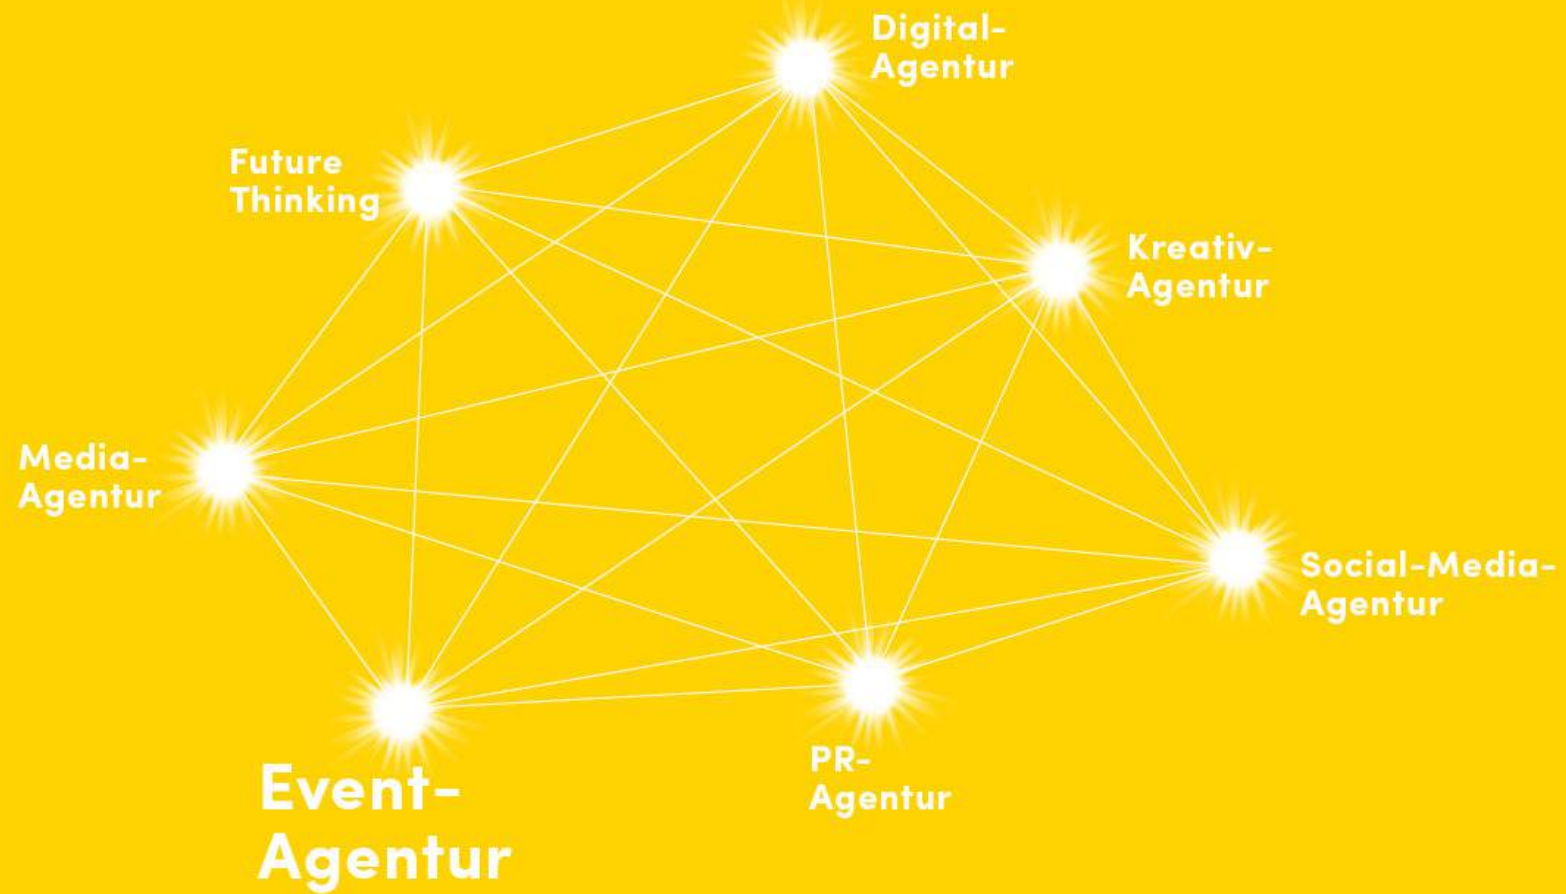 Digital-
Agentur
Future
Thinking
Kreativ-
Agentur
Media-
Agentur
Social-Media-
Agentur
PR-
Agentur
Event-
Agentur